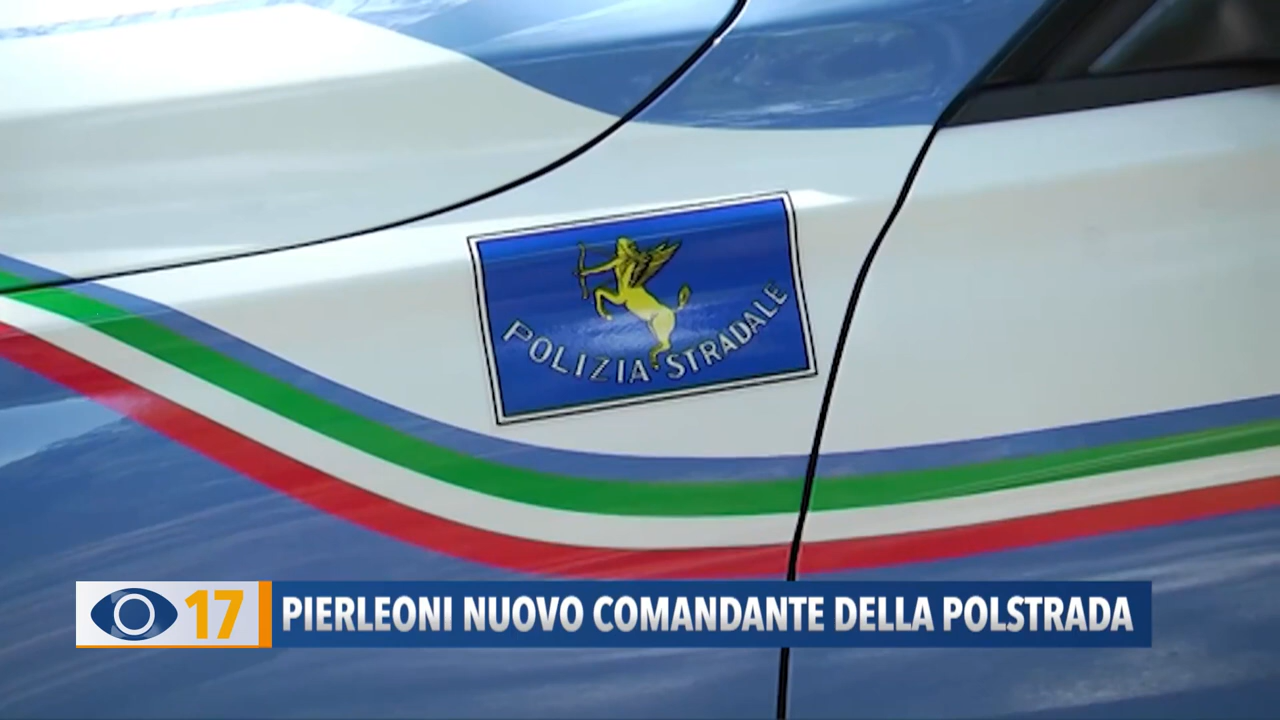 POLIZIA STRADALE
17 PIERLEONI NUOVO COMANDANTE DELLA POLSTRADA